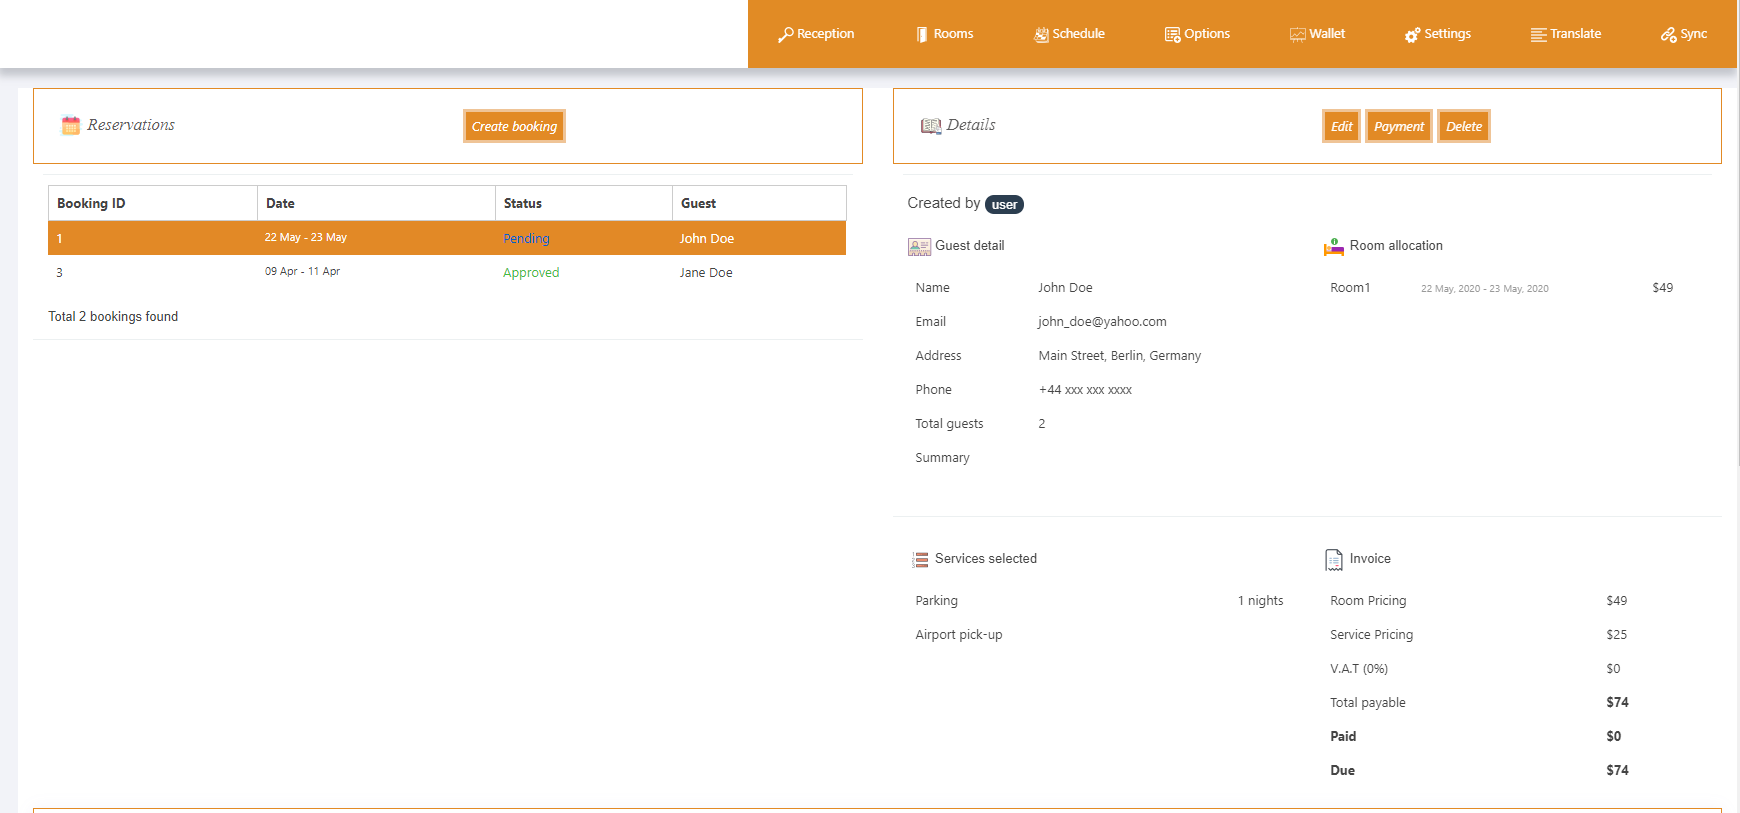 Reception Rooms Schedule Options Wallet Settings Translate Sync
Reservations Create booking
Booking ID Date Status Guest
1 22 May - 23 May Pending John Doe
3 09 Apr - 11 Apr Approved Jane Doe
Total 2 bookings found
Details Edit Payment Delete
Created by user
Guest detail
Name John Doe
Email john_doe@yahoo.com
Address Main Street, Berlin, Germany
Phone +44 xxx xxx xxxx
Total guests 2
Summary
Room allocation
Room1 22 May, 2020 - 23 May, 2020 $49
Services selected
Parking 1 nights
Airport pick-up
Invoice
Room Pricing $49
Service Pricing $25
V.A.T (0%) $0
Total payable $74
Paid $0
Due $74